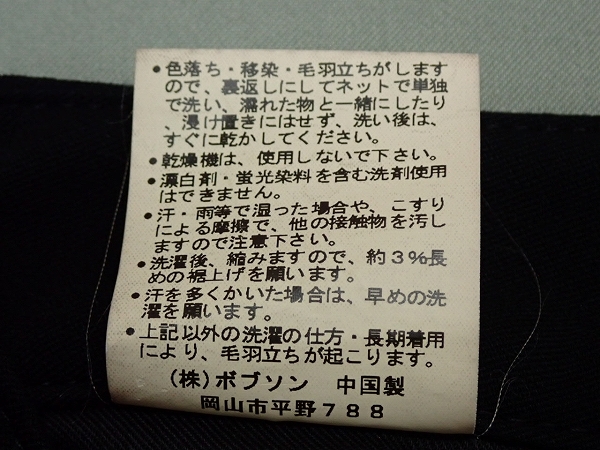 ●色落ち・移染・毛羽立ちがします
ので、裏返しにしてネットで単独
で洗い、濡れた物と一緒にしたり
、浸け置きにはせず、洗い後は、
すぐに乾かしてください。
●乾燥機は、使用しないで下さい。
●漂白剤・蛍光染料を含む洗剤使用
はできません。
●汗・雨等で湿った場合や、こすり
による摩擦で、他の接触物を汚し
ますので注意下さい。
●洗濯後、縮みますので、約３％長
めの裾上げを願います。
●汗を多くかいた場合は、早めの洗
濯を願います。
●上記以外の洗濯の仕方・長期着用
により、毛羽立ちが起こります。
（株）ボブソン　中国製
岡山市平野７８８